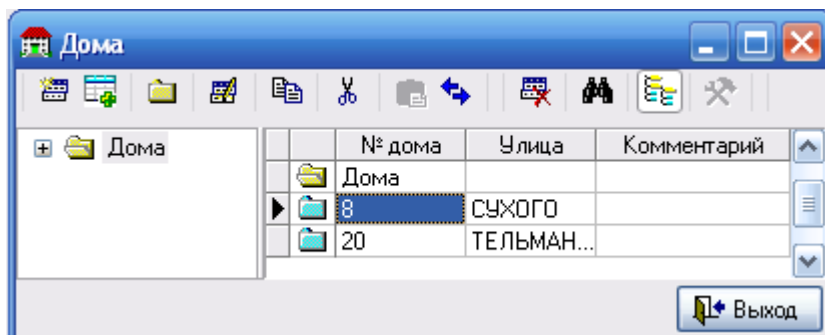 Дома
Дома
№ дома Улица Комментарий
Дома
8 СУХОГО
20 ТЕЛЬМАН...
Выход